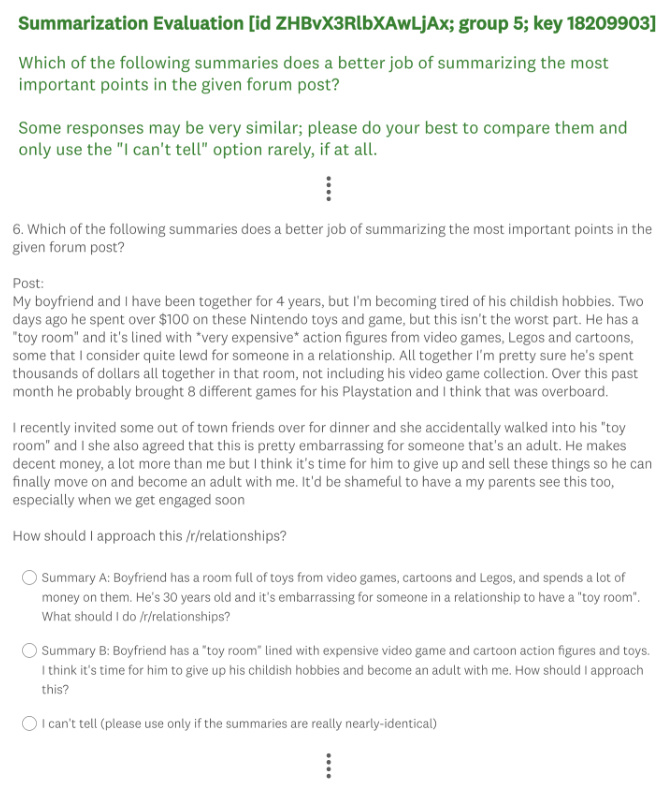 Summarization Evaluation [id ZHBvX3RlbXAwLjAx; group 5; key 18209903]
Which of the following summaries does a better job of summarizing the most
important points in the given forum post?
Some responses may be very similar; please do your best to compare them and
only use the "I can't tell" option rarely, if at all.
6. Which of the following summaries does a better job of summarizing the most important points in the
given forum post?
Post:
My boyfriend and I have been together for 4 years, but I'm becoming tired of his childish hobbies. Two
days ago he spent over $100 on these Nintendo toys and game, but this isn't the worst part. He has a
"toy room" and it's lined with *very expensive* action figures from video games, Legos and cartoons,
some that I consider quite lewd for someone in a relationship. All together I'm pretty sure he's spent
thousands of dollars all together in that room, not including his video game collection. Over this past
month he probably brought 8 different games for his Playstation and I think that was overboard.
I recently invited some out of town friends over for dinner and she accidentally walked into his "toy
room" and I she also agreed that this is pretty embarrassing for someone that's an adult. He makes
decent money, a lot more than me but I think it's time for him to give up and sell these things so he can
finally move on and become an adult with me. It'd be shameful to have a my parents see this too,
especially when we get engaged soon
How should I approach this /r/relationships?
Summary A: Boyfriend has a room full of toys from video games, cartoons and Legos, and spends a lot of
money on them. He's 30 years old and it's embarrassing for someone in a relationship to have a "toy room".
What should I do /r/relationships?
Summary B: Boyfriend has a "toy room" lined with expensive video game and cartoon action figures and toys.
I think it's time for him to give up his childish hobbies and become an adult with me. How should I approach
this?
I can't tell (please use only if the summaries are really nearly-identical)